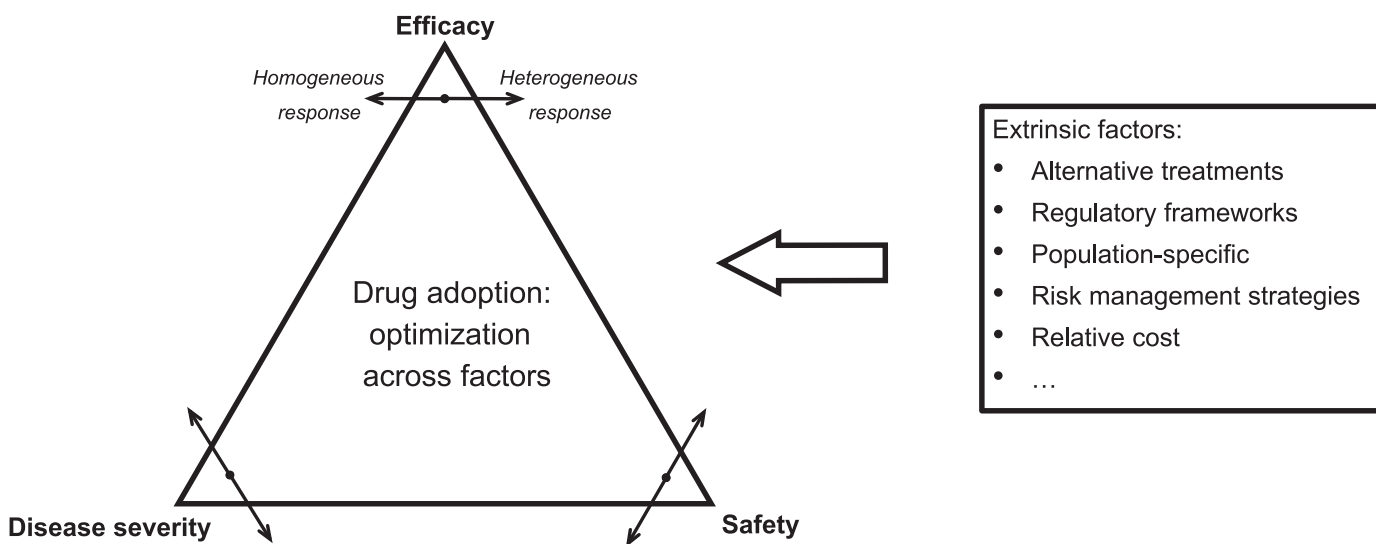 Efficacy
Homogeneous
response
Heterogeneous
response
Drug adoption:
optimization
across factors
Disease severity
Safety
Extrinsic factors:
• Alternative treatments
• Regulatory frameworks
• Population-specific
• Risk management strategies
• Relative cost
• …